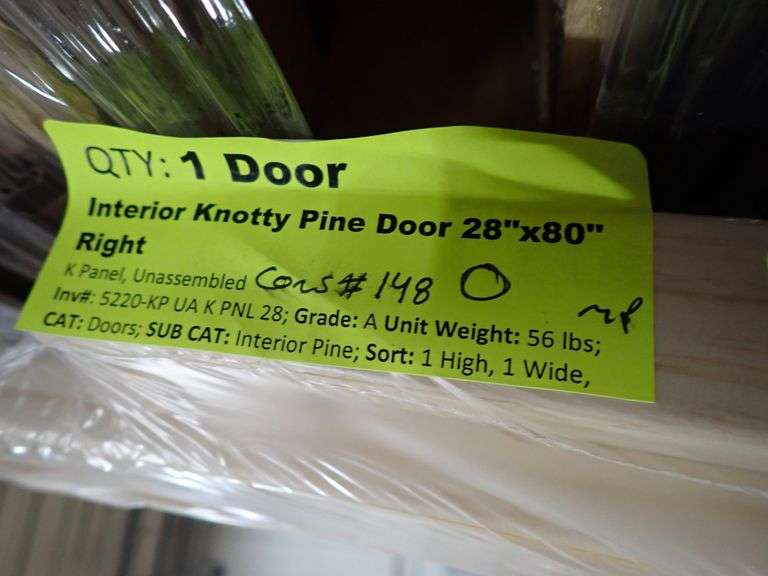 QTY: 1 Door
Interior Knotty Pine Door 28"x80"
Right
K Panel, Unassembled Cons# 148 O
Inv#: 5220-KP UA K PNL 28; Grade: A Unit Weight: 56 lbs;
CAT: Doors; SUB CAT: Interior Pine; Sort: 1 High, 1 Wide,